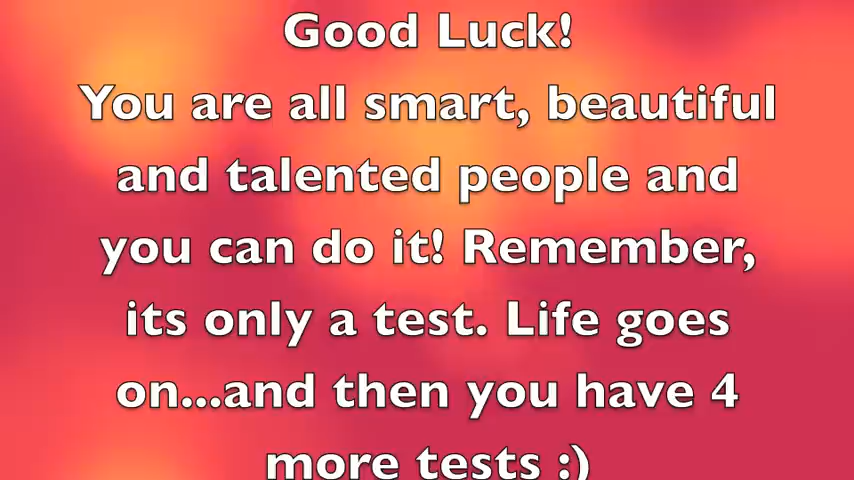 Good Luck!
You are all smart, beautiful
and talented people and
you can do it! Remember,
its only a test. Life goes
on...and then you have 4
more tests :)